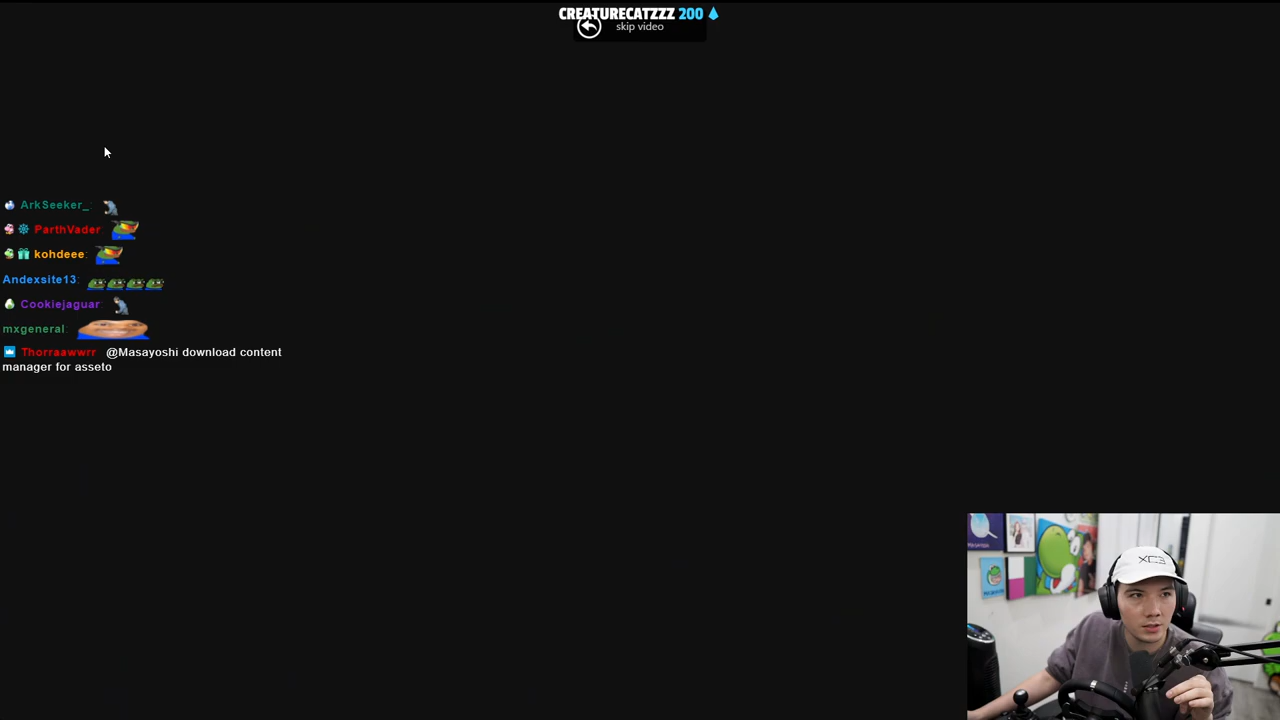 CREATURECATZZZ 200
skip video
ArkSeeker_:
ParthVader:
kohdeee:
Andexsite13:
Cookiejaguar:
mxgeneral:
Thorraawwrr @Masayoshi download content
manager for asseto